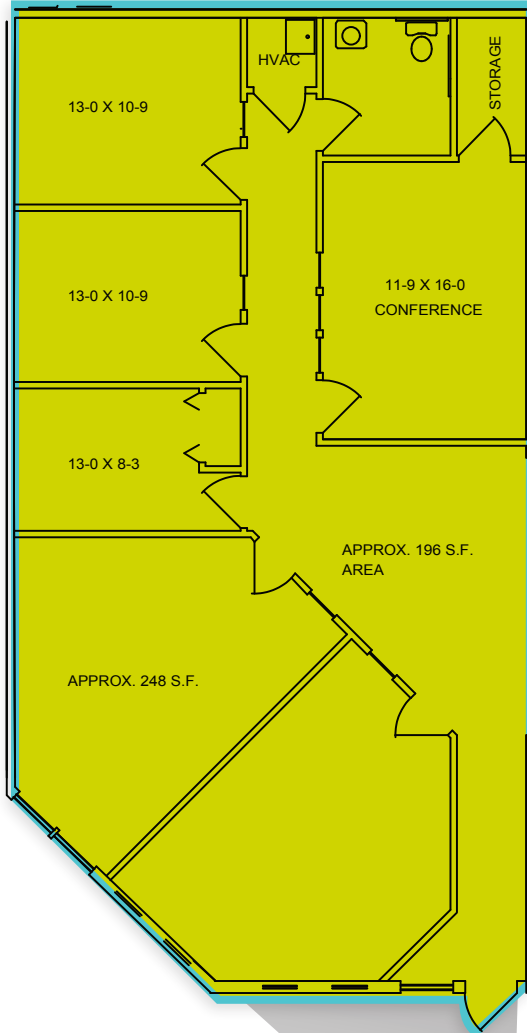 HVAC
STORAGE
13-0 X 10-9
13-0 X 10-9
11-9 X 16-0
CONFERENCE
13-0 X 8-3
APPROX. 196 S.F.
AREA
APPROX. 248 S.F.